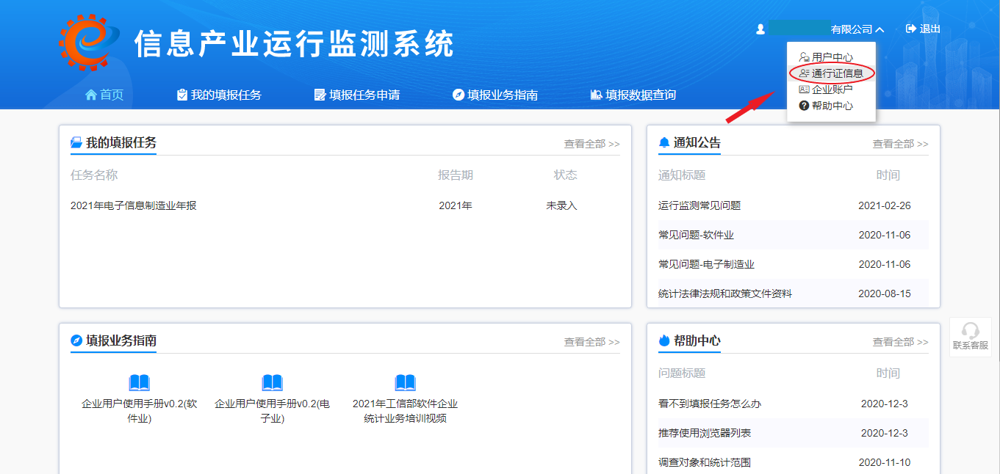 信息产业运行监测系统
有限公司
退出
用户中心
通行证信息
企业账户
帮助中心
首页
我的填报任务
填报任务申请
填报业务指南
填报数据查询
我的填报任务
查看全部 >>
任务名称 报告期 状态
2021年电子信息制造业年报 2021年 未录入
通知公告
查看全部 >>
通知标题 时间
运行监测常见问题 2021-02-26
常见问题-软件业 2020-11-06
常见问题-电子制造业 2020-11-06
统计法律法规和政策文件资料 2020-08-15
填报业务指南
查看全部 >>
企业用户使用手册v0.2(软
件业)
企业用户使用手册v0.2(电
子业)
2021年工信部软件企业
统计业务培训视频
帮助中心
查看全部 >>
问题标题 时间
看不到填报任务怎么办 2020-12-3
推荐使用浏览器列表 2020-12-3
调查对象和统计范围 2020-11-10
联系客服